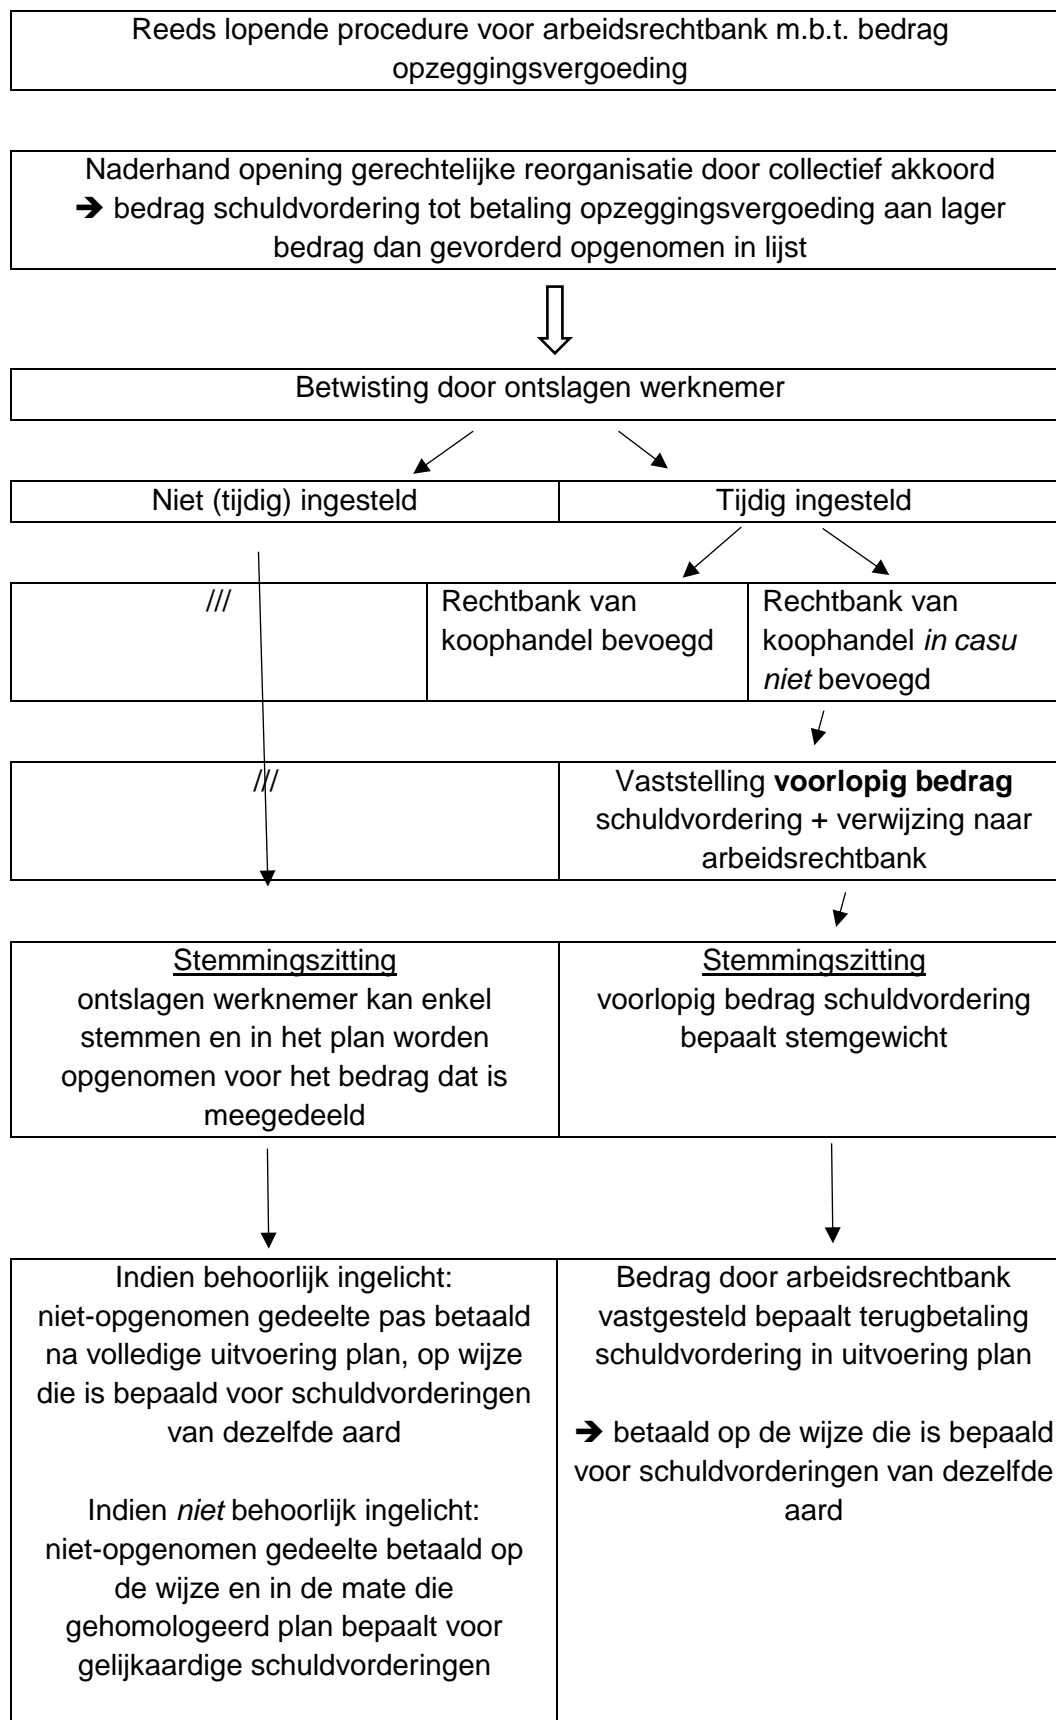 Reeds lopende procedure voor arbeidsrechtbank m.b.t. bedrag
opzeggingsvergoeding
Naderhand opening gerechtelijke reorganisatie door collectief akkoord
➔ bedrag schuldvordering tot betaling opzeggingsvergoeding aan lager
bedrag dan gevorderd opgenomen in lijst
Betwisting door ontslagen werknemer
Niet (tijdig) ingesteld
Tijdig ingesteld
///
Rechtbank van
koophandel bevoegd
Rechtbank van
koophandel in casu
niet bevoegd
///
Vaststelling voorlopig bedrag
schuldvordering + verwijzing naar
arbeidsrechtbank
Stemmingszitting
ontslagen werknemer kan enkel
stemmen en in het plan worden
opgenomen voor het bedrag dat is
meegedeeld
Stemmingszitting
voorlopig bedrag schuldvordering
bepaalt stemgewicht
Indien behoorlijk ingelicht:
niet-opgenomen gedeelte pas betaald
na volledige uitvoering plan, op wijze
die is bepaald voor schuldvorderingen
van dezelfde aard
Indien niet behoorlijk ingelicht:
niet-opgenomen gedeelte betaald op
de wijze en in de mate die
gehomologeerd plan bepaalt voor
gelijkaardige schuldvorderingen
Bedrag door arbeidsrechtbank
vastgesteld bepaalt terugbetaling
schuldvordering in uitvoering plan
➔ betaald op de wijze die is bepaald
voor schuldvorderingen van dezelfde
aard